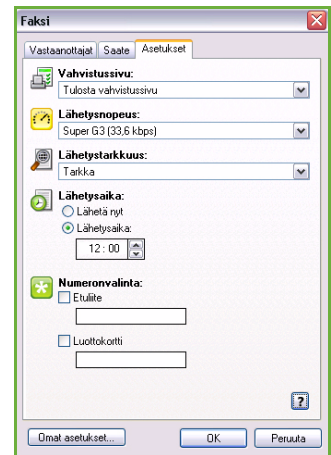 Faksi
Vastaanottajat Saate Asetukset
Vahvistussivu:
Tulosta vahvistussivu
Lähetysnopeus:
Super G3 (33,6 kbps)
Lähetystarkkuus:
Tarkka
Lähetysaika:
Lähetä nyt
Lähetysaika:
12 : 00
Numeronvalinta:
Etuliite
Luottokortti
?
Omat asetukset... OK Peruuta